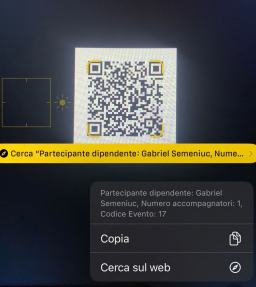 Cerca "Partecipante dipendente: Gabriel Semeniuc, Nume...
Partecipante dipendente: Gabriel
Semeniuc, Numero accompagnatori: 1,
Codice Evento: 17
Copia
Cerca sul web